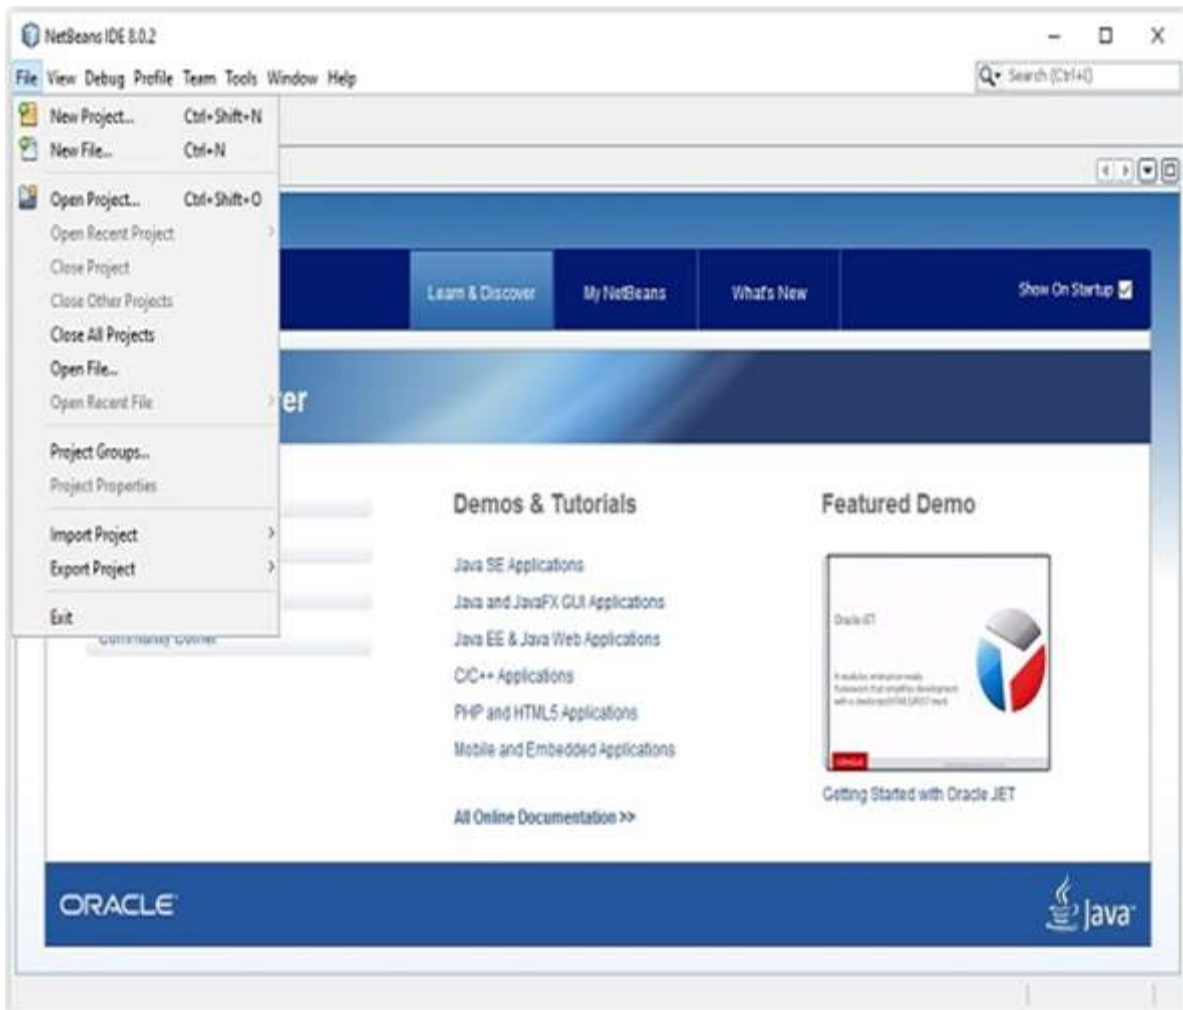 NetBeans IDE 8.0.2
File View Debug Profile Team Tools Window Help
Search (Ctrl+I)
New Project... Ctrl+Shift+N
New File... Ctrl+N
Open Project... Ctrl+Shift+O
Open Recent Project
Close Project
Close Other Projects
Close All Projects
Open File...
Open Recent File
Project Groups...
Project Properties
Import Project
Export Project
Exit
Learn & Discover
My NetBeans
What's New
Show On Startup
er
Community Corner
Demos & Tutorials
Java SE Applications
Java and JavaFX GUI Applications
Java EE & Java Web Applications
C/C++ Applications
PHP and HTML5 Applications
Mobile and Embedded Applications
All Online Documentation >>
Featured Demo
Oracle JET
ORACLE
Getting Started with Oracle JET
ORACLE
Java